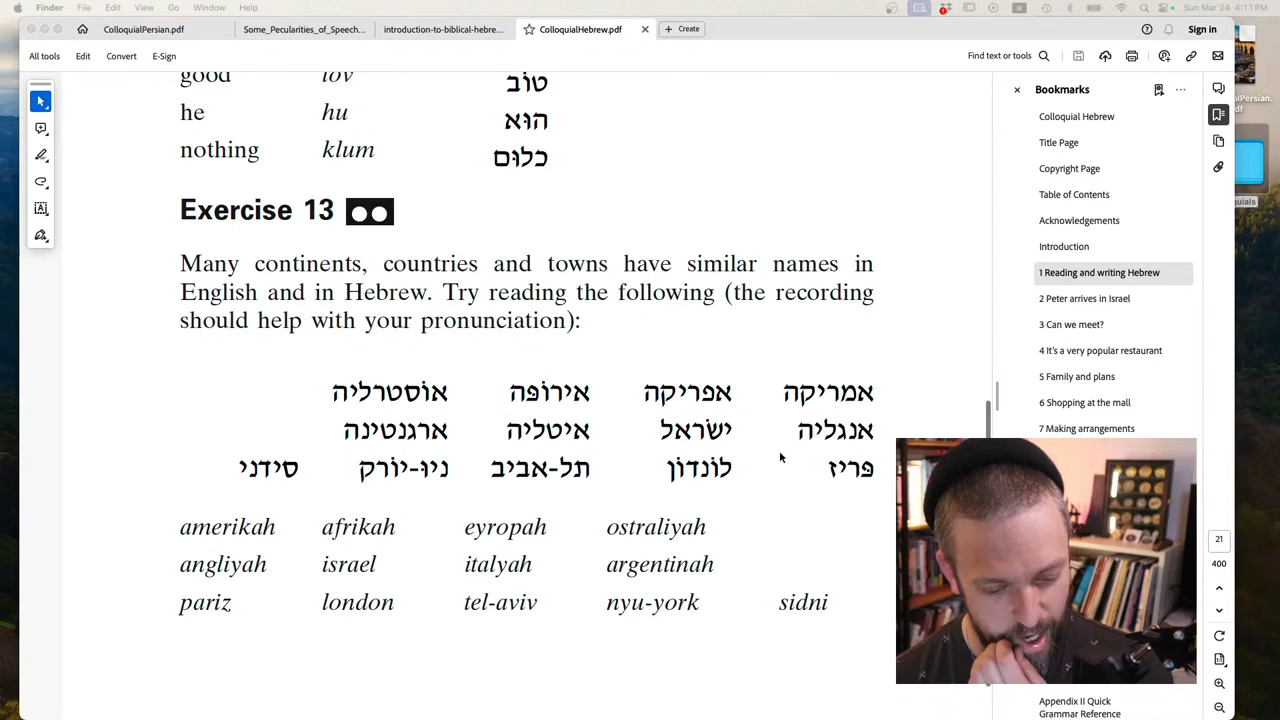 Finder File Edit View Go Window Help Sun Mar 24 4:11 PM
ColloquialPersian.pdf Some_Pecularities_of_Speech... introduction-to-biblical-hebre... ColloquialHebrew.pdf Create Sign in
All tools Edit Convert E-Sign Find text or tools
good tov טוֹב
he hu הוּא
nothing klum כלוּם
Exercise 13
Many continents, countries and towns have similar names in
English and in Hebrew. Try reading the following (the recording
should help with your pronunciation):
אמריקה אפריקה אירוֹפּה אוֹסטרליה
אנגליה ישׂראל איטליה ארגנטינה
פּריז לוֹנדוֹן תל-אביב ניוּ-יוֹרק סידני
amerikah afrikah eyropah ostraliyah
angliyah israel italyah argentinah
pariz london tel-aviv nyu-york sidni
Bookmarks
Colloquial Hebrew
Title Page
Copyright Page
Table of Contents
Acknowledgements
Introduction
1 Reading and writing Hebrew
2 Peter arrives in Israel
3 Can we meet?
4 It's a very popular restaurant
5 Family and plans
6 Shopping at the mall
7 Making arrangements
Appendix II Quick
Grammar Reference
21
400